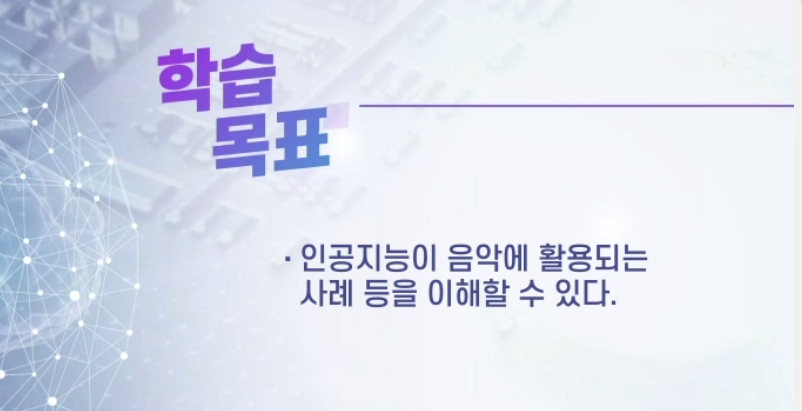 학습
목표
· 인공지능이 음악에 활용되는
사례 등을 이해할 수 있다.